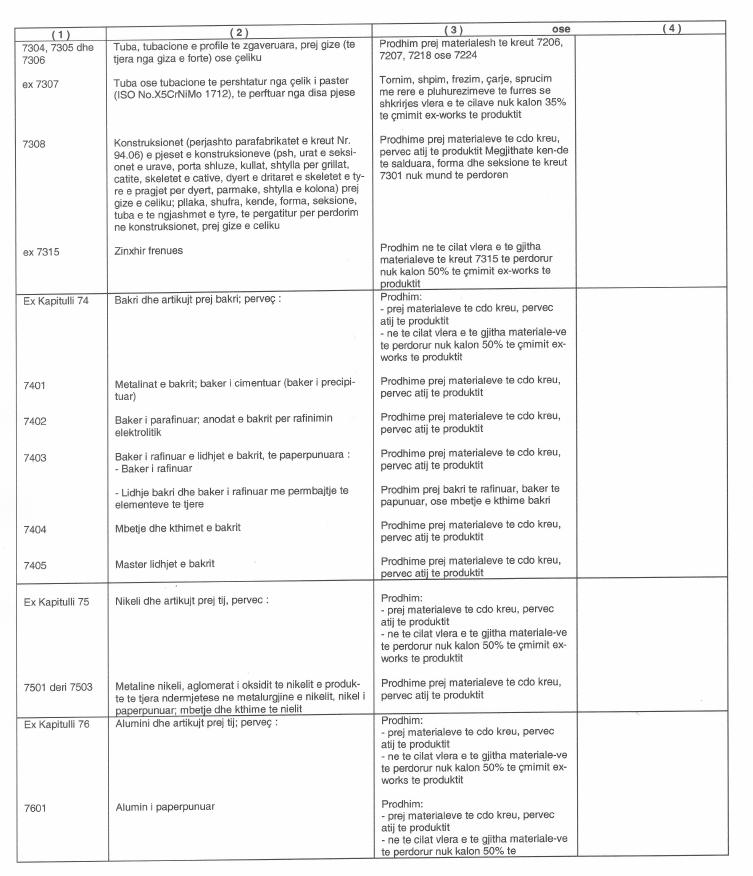 ( 1 ) ( 2 ) ( 3 ) ose ( 4 )
7304, 7305 dhe
7306
Tuba, tubacione e profile te zgaveruara, prej gize (te
tjera nga giza e forte) ose çeliku
Prodhim prej materialesh te kreut 7206,
7207, 7218 ose 7224
ex 7307
Tuba ose tubacione te pershtatur nga çelik i paster
(ISO No.X5CrNiMo 1712), te perftuar nga disa pjese
Tornim, shpim, frezim, çarje, sprucim
me rere e pluhurezimeve te furres se
shkrirjes vlera e te cilave nuk kalon 35%
te çmimit ex-works te produktit
7308
Konstruksionet (perjashto parafabrikatet e kreut Nr.
94.06) e pjeset e konstruksioneve (psh, urat e seksi-
onet e urave, porta shluze, kullat, shtylla per grillat,
catite, skeletet e cative, dyert e dritaret e skeletet e ty-
re e pragjet per dyert, parmake, shtylla e kolona) prej
gize e celiku; pllaka, shufra, kende, forma, seksione,
tuba e te ngjashmet e tyre, te pergatitur per perdorim
ne konstruksionet, prej gize e celiku
Prodhime prej materialeve te cdo kreu,
pervec atij te produktit Megjithate ken-de
te salduara, forma dhe seksione te kreut
7301 nuk mund te perdoren
ex 7315
Zinxhir frenues
Prodhim ne te cilat vlera e te gjitha
materialeve te kreut 7315 te perdorur
nuk kalon 50% te çmimit ex-works te
produktit
Ex Kapitulli 74
Bakri dhe artikujt prej bakri; perveç :
Prodhim:
- prej materialeve te cdo kreu, pervec
atij te produktit
- ne te cilat vlera e te gjitha materiale-ve
te perdorur nuk kalon 50% te çmimit ex-
works te produktit
7401
Metalinat e bakrit; baker i cimentuar (baker i precipi-
tuar)
Prodhime prej materialeve te cdo kreu,
pervec atij te produktit
7402
Baker i parafinuar; anodat e bakrit per rafinimin
elektrolitik
Prodhime prej materialeve te cdo kreu,
pervec atij te produktit
7403
Baker i rafinuar e lidhjet e bakrit, te paperpunuara :
- Baker i rafinuar
Prodhime prej materialeve te cdo kreu,
pervec atij te produktit
- Lidhje bakri dhe baker i rafinuar me permbajtje te
elementeve te tjere
Prodhim prej bakri te rafinuar, baker te
papunuar, ose mbetje e kthime bakri
7404
Mbetje dhe kthimet e bakrit
Prodhime prej materialeve te cdo kreu,
pervec atij te produktit
7405
Master lidhjet e bakrit
Prodhime prej materialeve te cdo kreu,
pervec atij te produktit
Ex Kapitulli 75
Nikeli dhe artikujt prej tij, pervec :
Prodhim:
- prej materialeve te cdo kreu, pervec
atij te produktit
- ne te cilat vlera e te gjitha materiale-ve
te perdorur nuk kalon 50% te çmimit ex-
works te produktit
7501 deri 7503
Metaline nikeli, aglomerat i oksidit te nikelit e produk-
te te tjera ndermjetese ne metalurgjine e nikelit, nikel i
paperpunuar; mbetje dhe kthime te nielit
Prodhime prej materialeve te cdo kreu,
pervec atij te produktit
Ex Kapitulli 76
Alumini dhe artikujt prej tij; perveç :
Prodhim:
- prej materialeve te cdo kreu, pervec
atij te produktit
- ne te cilat vlera e te gjitha materiale-ve
te perdorur nuk kalon 50% te çmimit ex-
works te produktit
7601
Alumin i paperpunuar
Prodhim:
- prej materialeve te cdo kreu, pervec
atij te produktit
- ne te cilat vlera e te gjitha materiale-ve
te perdorur nuk kalon 50% te